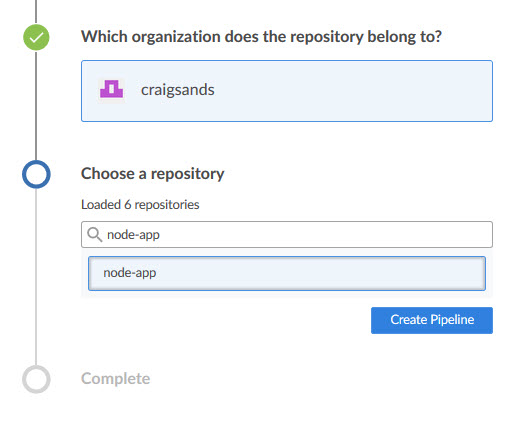 Which organization does the repository belong to?
craigsands
Choose a repository
Loaded 6 repositories
node-app
node-app
Create Pipeline
Complete